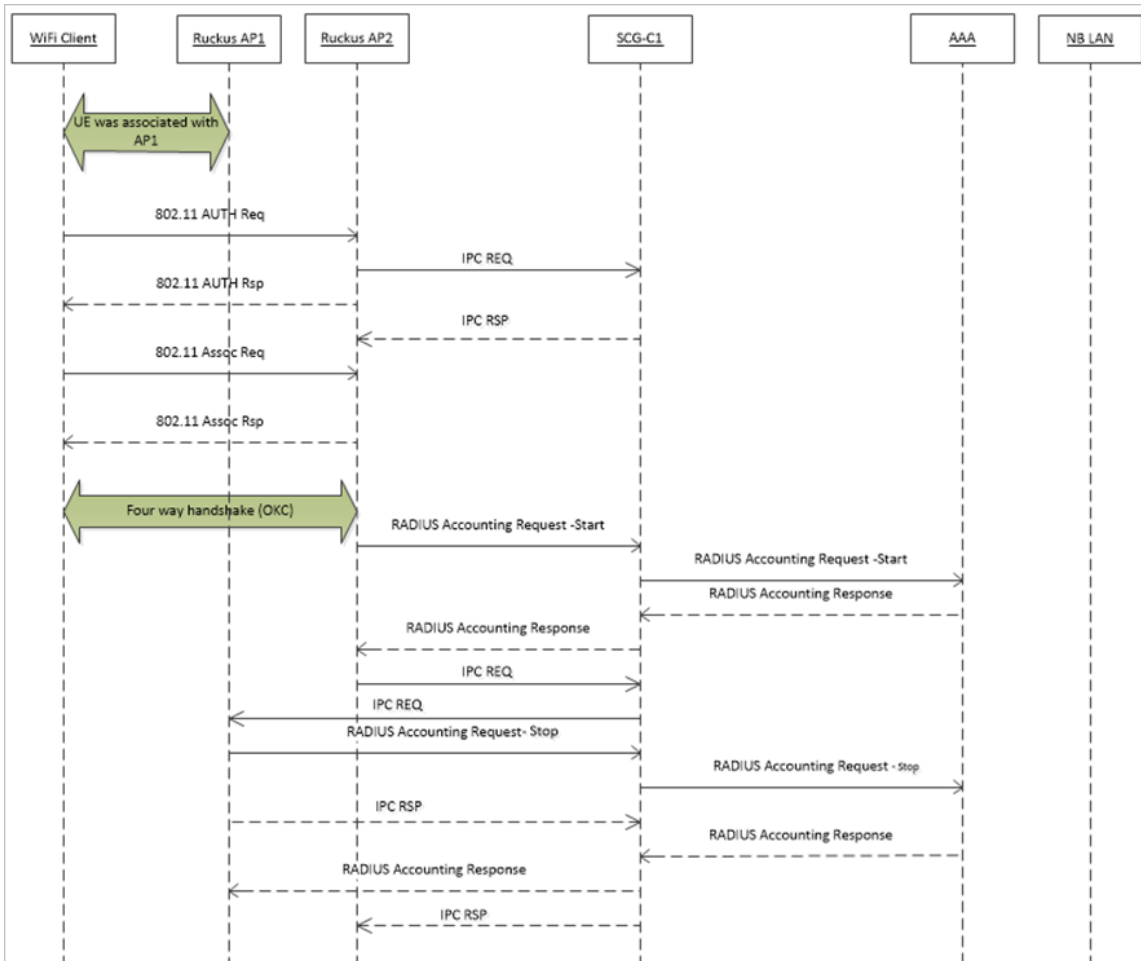 WiFi Client
Ruckus AP1
Ruckus AP2
SCG-C1
AAA
NB LAN
UE was associated with
AP1
802.11 AUTH Req
IPC REQ
802.11 AUTH Rsp
IPC RSP
802.11 Assoc Req
802.11 Assoc Rsp
Four way handshake (OKC)
RADIUS Accounting Request -Start
RADIUS Accounting Request -Start
RADIUS Accounting Response
RADIUS Accounting Response
IPC REQ
IPC REQ
RADIUS Accounting Request- Stop
RADIUS Accounting Request - Stop
IPC RSP
RADIUS Accounting Response
RADIUS Accounting Response
IPC RSP